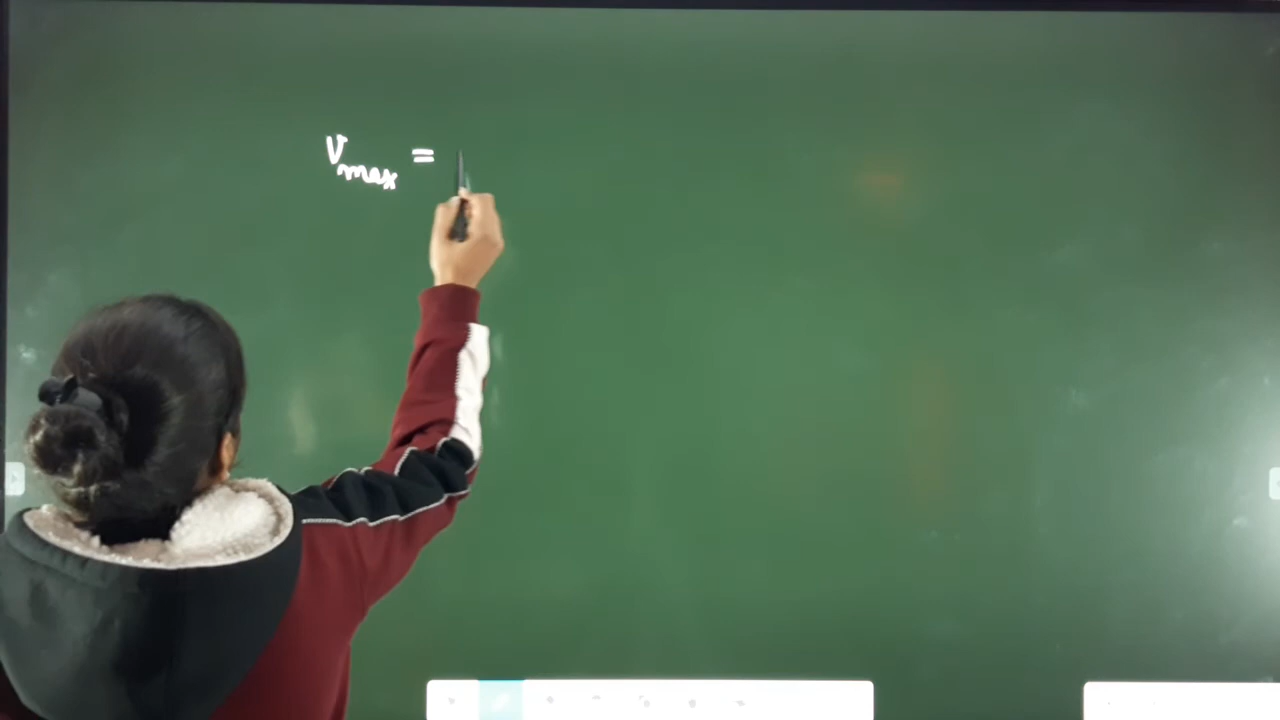 Vmax =